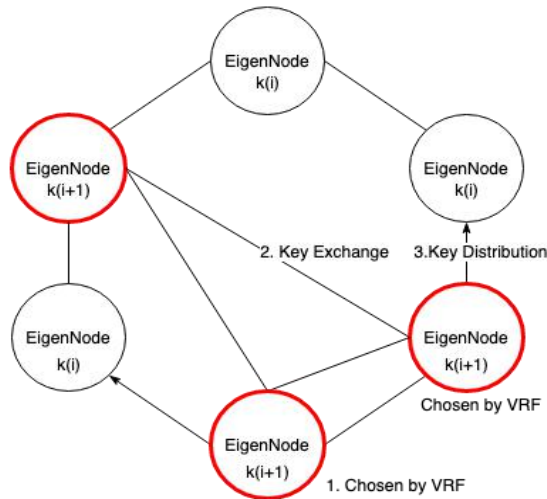 EigenNode
k(i)
EigenNode
k(i+1)
EigenNode
k(i)
2. Key Exchange
3.Key Distribution
EigenNode
k(i)
EigenNode
k(i+1)
Chosen by VRF
EigenNode
k(i+1)
1. Chosen by VRF